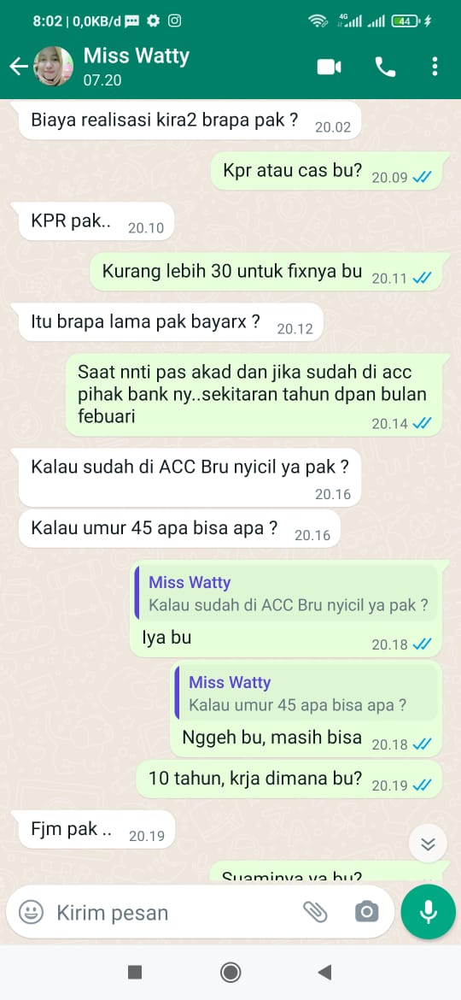 8:02 | 0,0KB/d
4G
44
Miss Watty
07.20
Biaya realisasi kira2 brapa pak ? 20.02
Kpr atau cas bu? 20.09
KPR pak.. 20.10
Kurang lebih 30 untuk fixnya bu 20.11
Itu brapa lama pak bayarx ? 20.12
Saat nnti pas akad dan jika sudah di acc
pihak bank ny..sekitaran tahun dpan bulan
febuari 20.14
Kalau sudah di ACC Bru nyicil ya pak ?
20.16
Kalau umur 45 apa bisa apa ? 20.16
Miss Watty
Kalau sudah di ACC Bru nyicil ya pak ?
Iya bu 20.18
Miss Watty
Kalau umur 45 apa bisa apa ?
Nggeh bu, masih bisa 20.18
10 tahun, krja dimana bu? 20.19
Fjm pak .. 20.19
Suaminya ya bu?
Kirim pesan